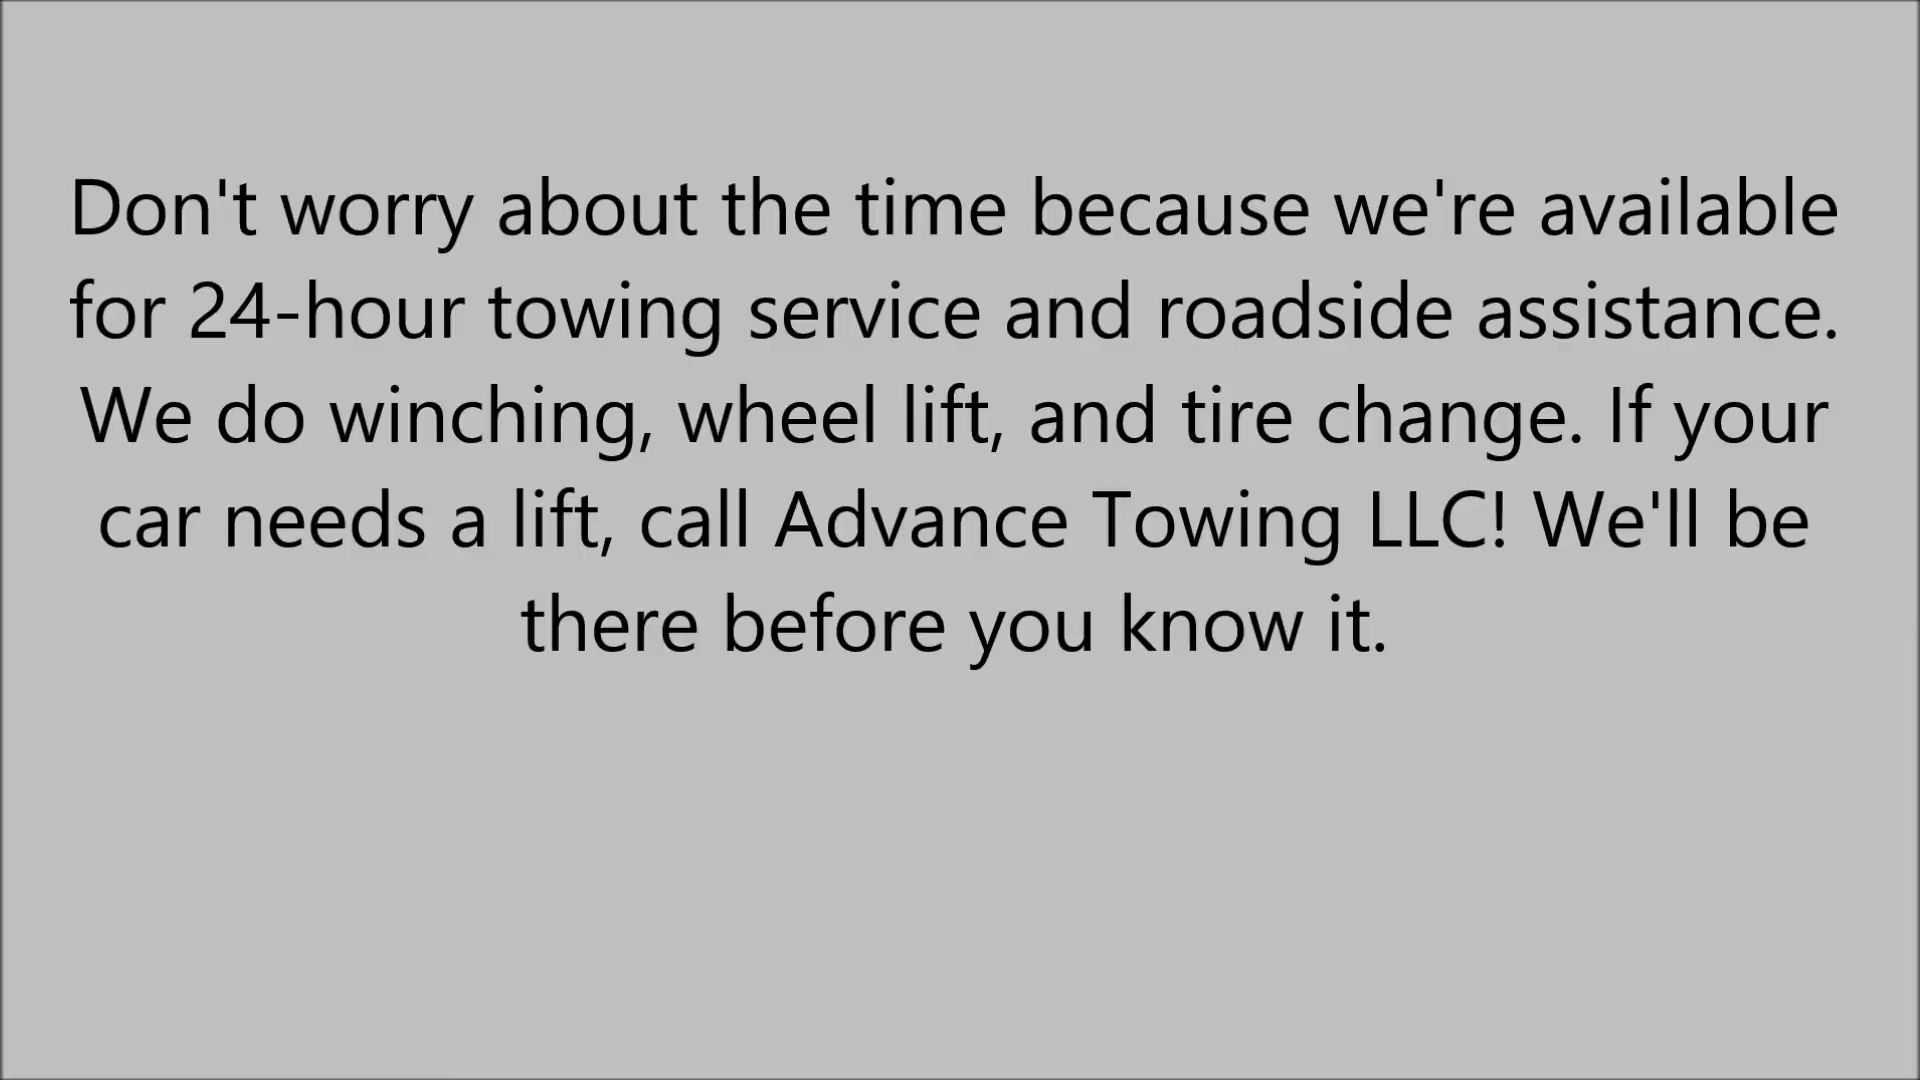 Don't worry about the time because we're available
for 24-hour towing service and roadside assistance.
We do winching, wheel lift, and tire change. If your
car needs a lift, call Advance Towing LLC! We'll be
there before you know it.